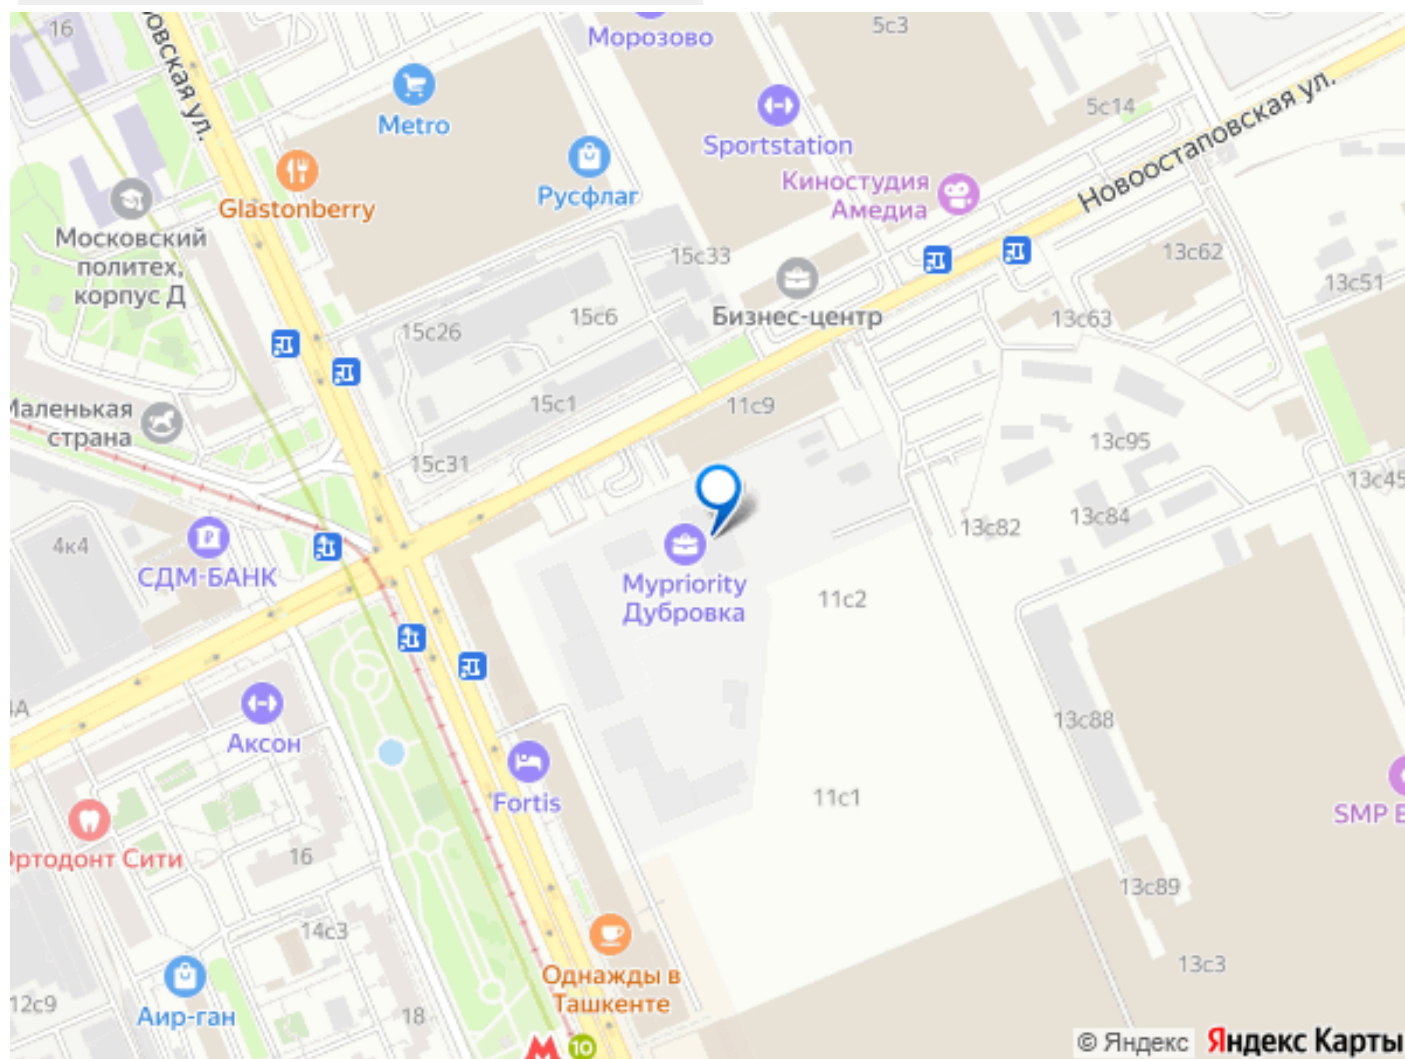 16
овская ул.
Морозово
5с3
Metro
Sportstation
5с14
Новоостаповская ул.
Glastonberry
Русфлаг
Киностудия
Амедиа
Московский
политех,
корпус Д
15с33
13с62
13с51
15с26
15с6
Бизнес-центр
13с63
Маленькая
страна
15с1
11с9
13с95
15с31
13с45
4к4
СДМ-БАНК
13с82
13с84
Mypriority
Дубровка
11с2
Аксон
13с88
Fortis
11с1
SMP
Ортодонт Сити
16
13с89
14с3
Однажды в
Ташкенте
13с3
12с9
Аир-ган
18
10
© Яндекс
Яндекс Карты